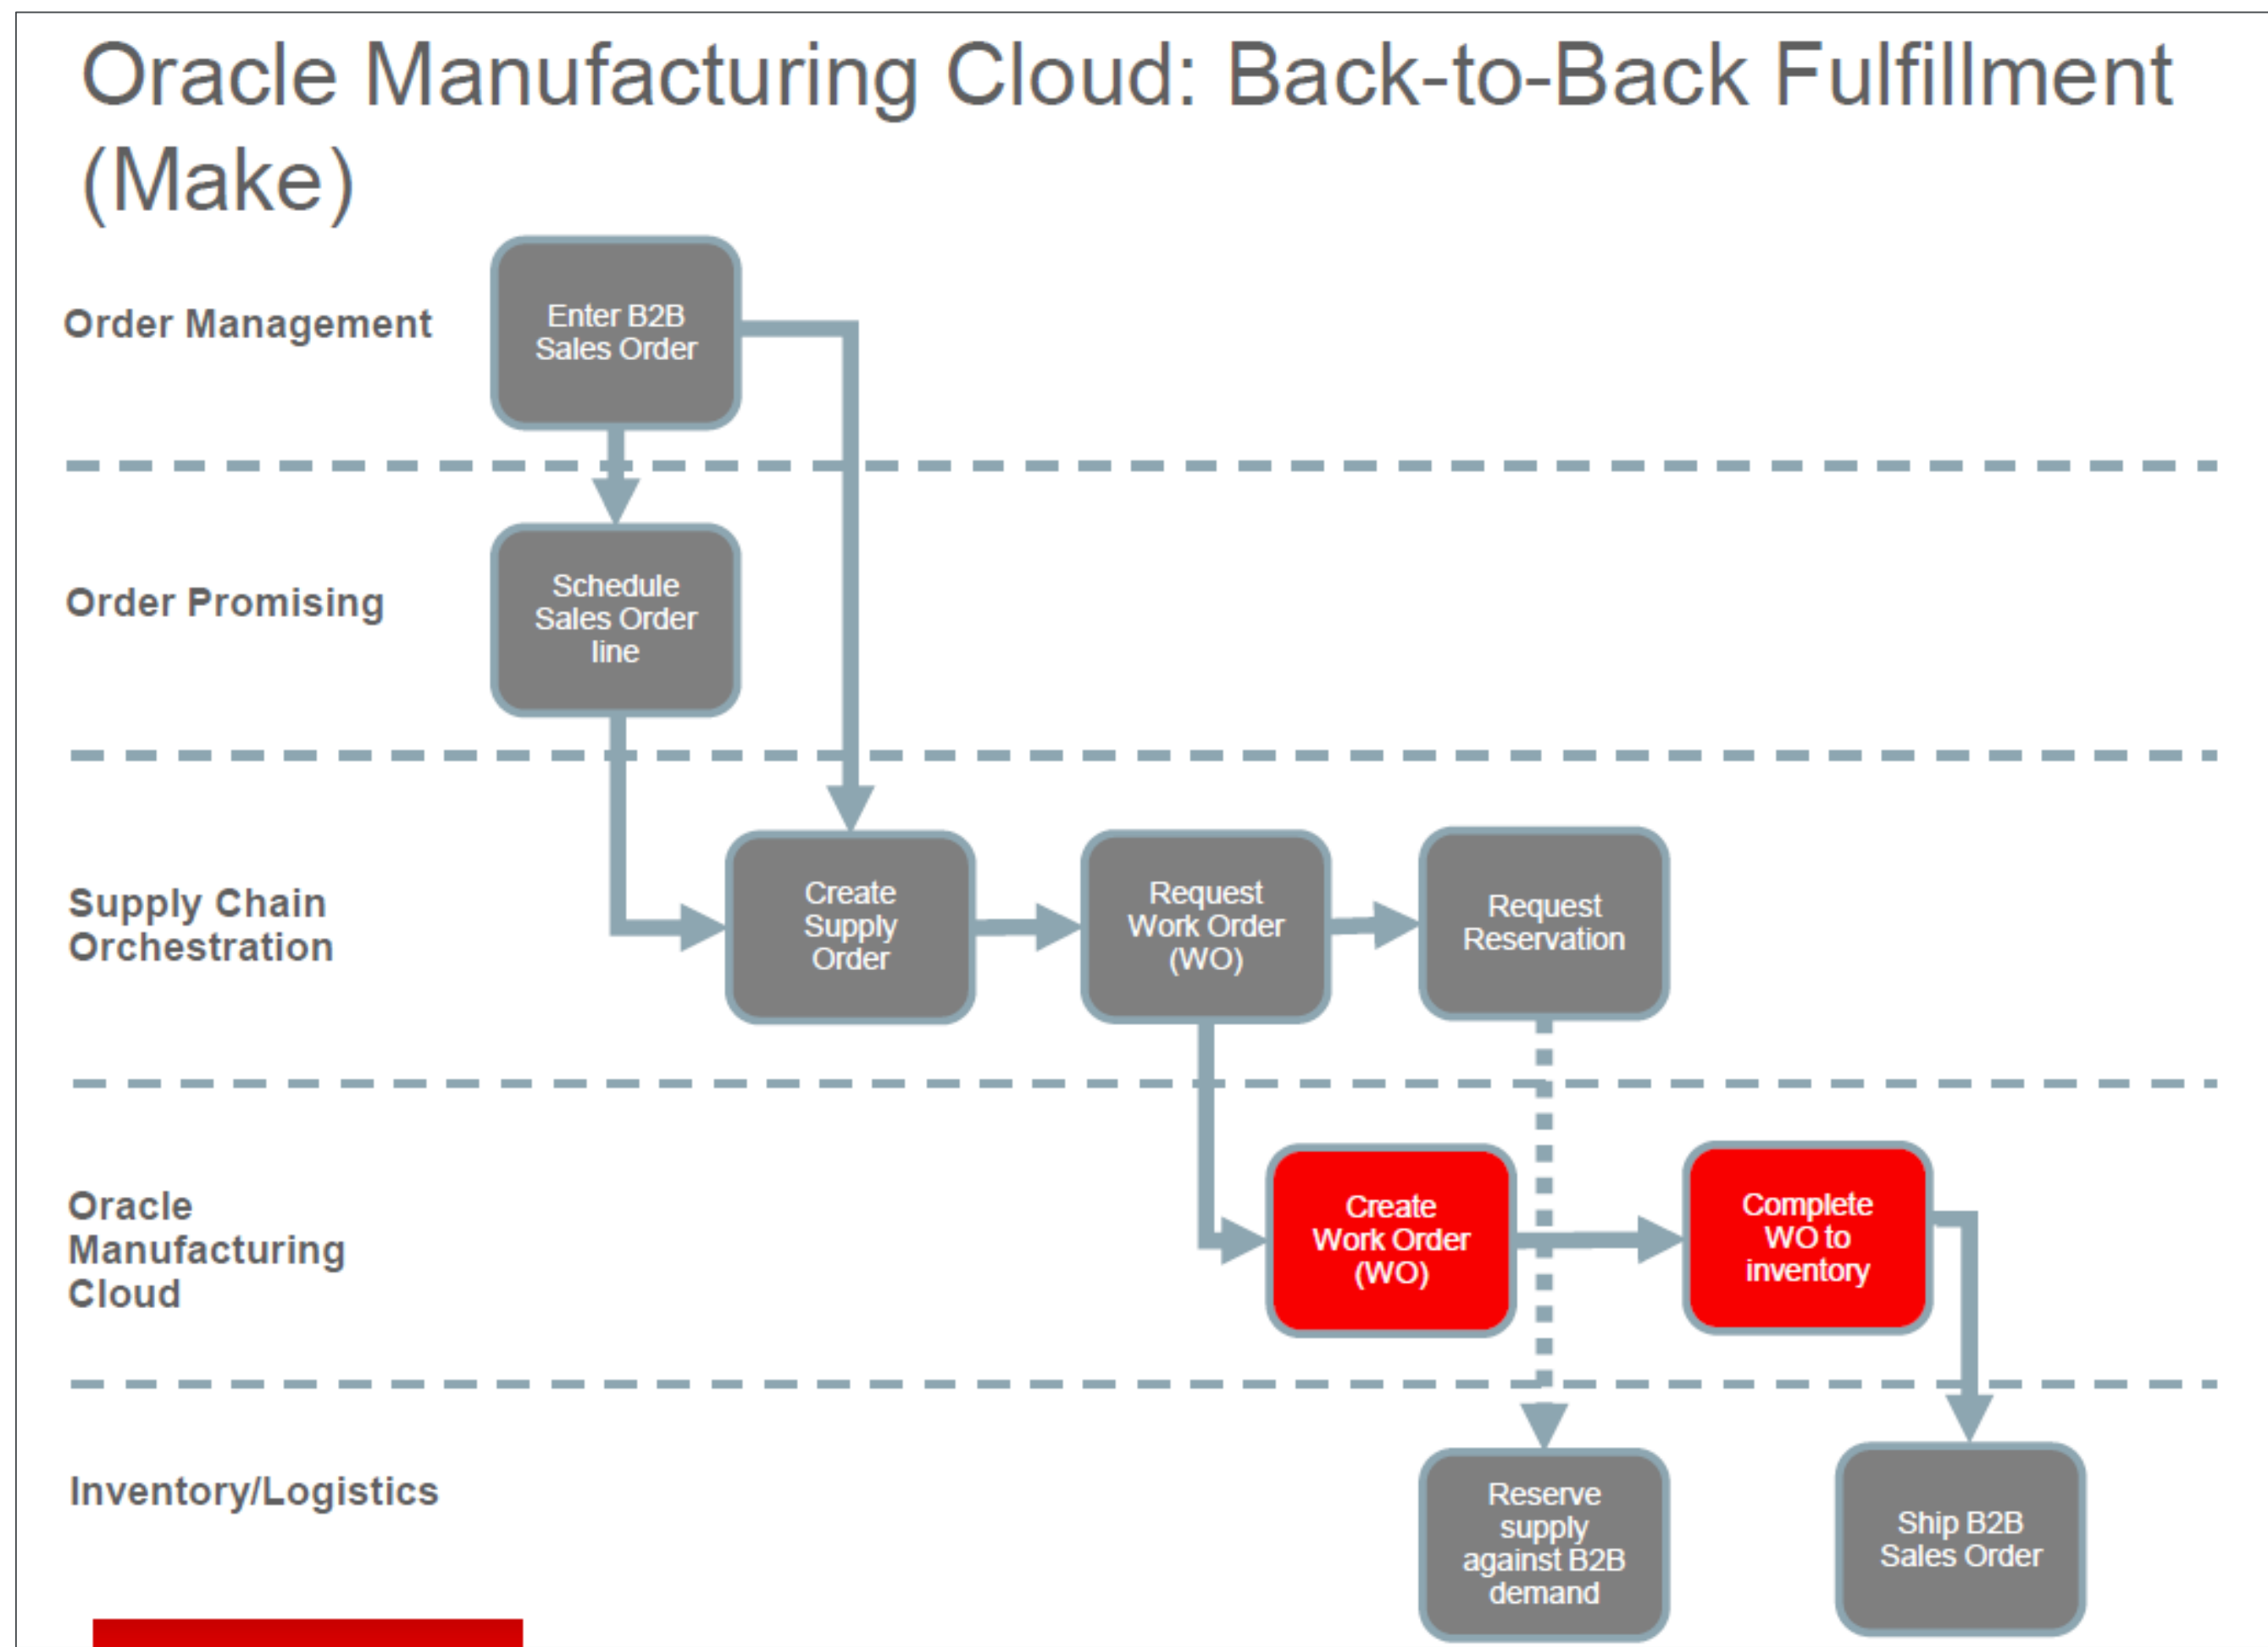 Oracle Manufacturing Cloud: Back-to-Back Fulfillment
(Make)
Order Management
Enter B2B
Sales Order
Order Promising
Schedule
Sales Order
line
Supply Chain
Orchestration
Create
Supply
Order
Request
Work Order
(WO)
Request
Reservation
Oracle
Manufacturing
Cloud
Create
Work Order
(WO)
Complete
WO to
inventory
Inventory/Logistics
Reserve
supply
against B2B
demand
Ship B2B
Sales Order